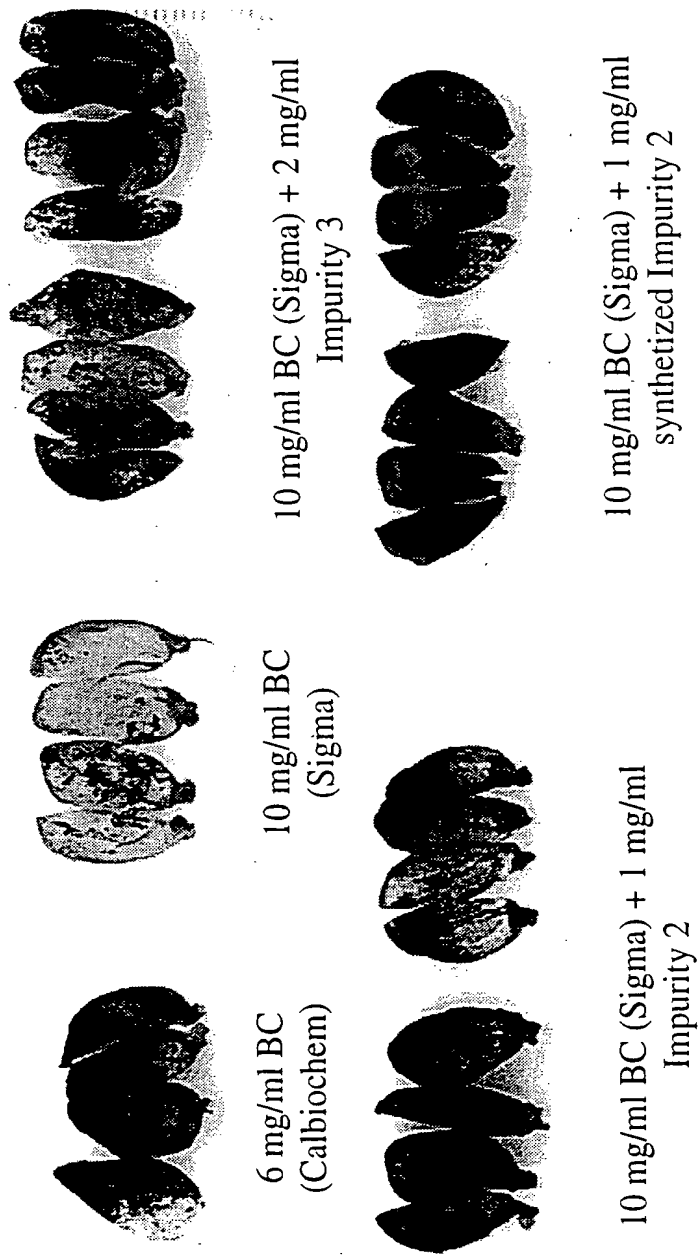 6 mg/ml BC
(Calbiochem)
10 mg/ml BC
(Sigma)
10 mg/ml BC (Sigma) + 2 mg/ml
Impurity 3
10 mg/ml BC (Sigma) + 1 mg/ml
Impurity 2
10 mg/ml BC (Sigma) + 1 mg/ml
synthetized Impurity 2